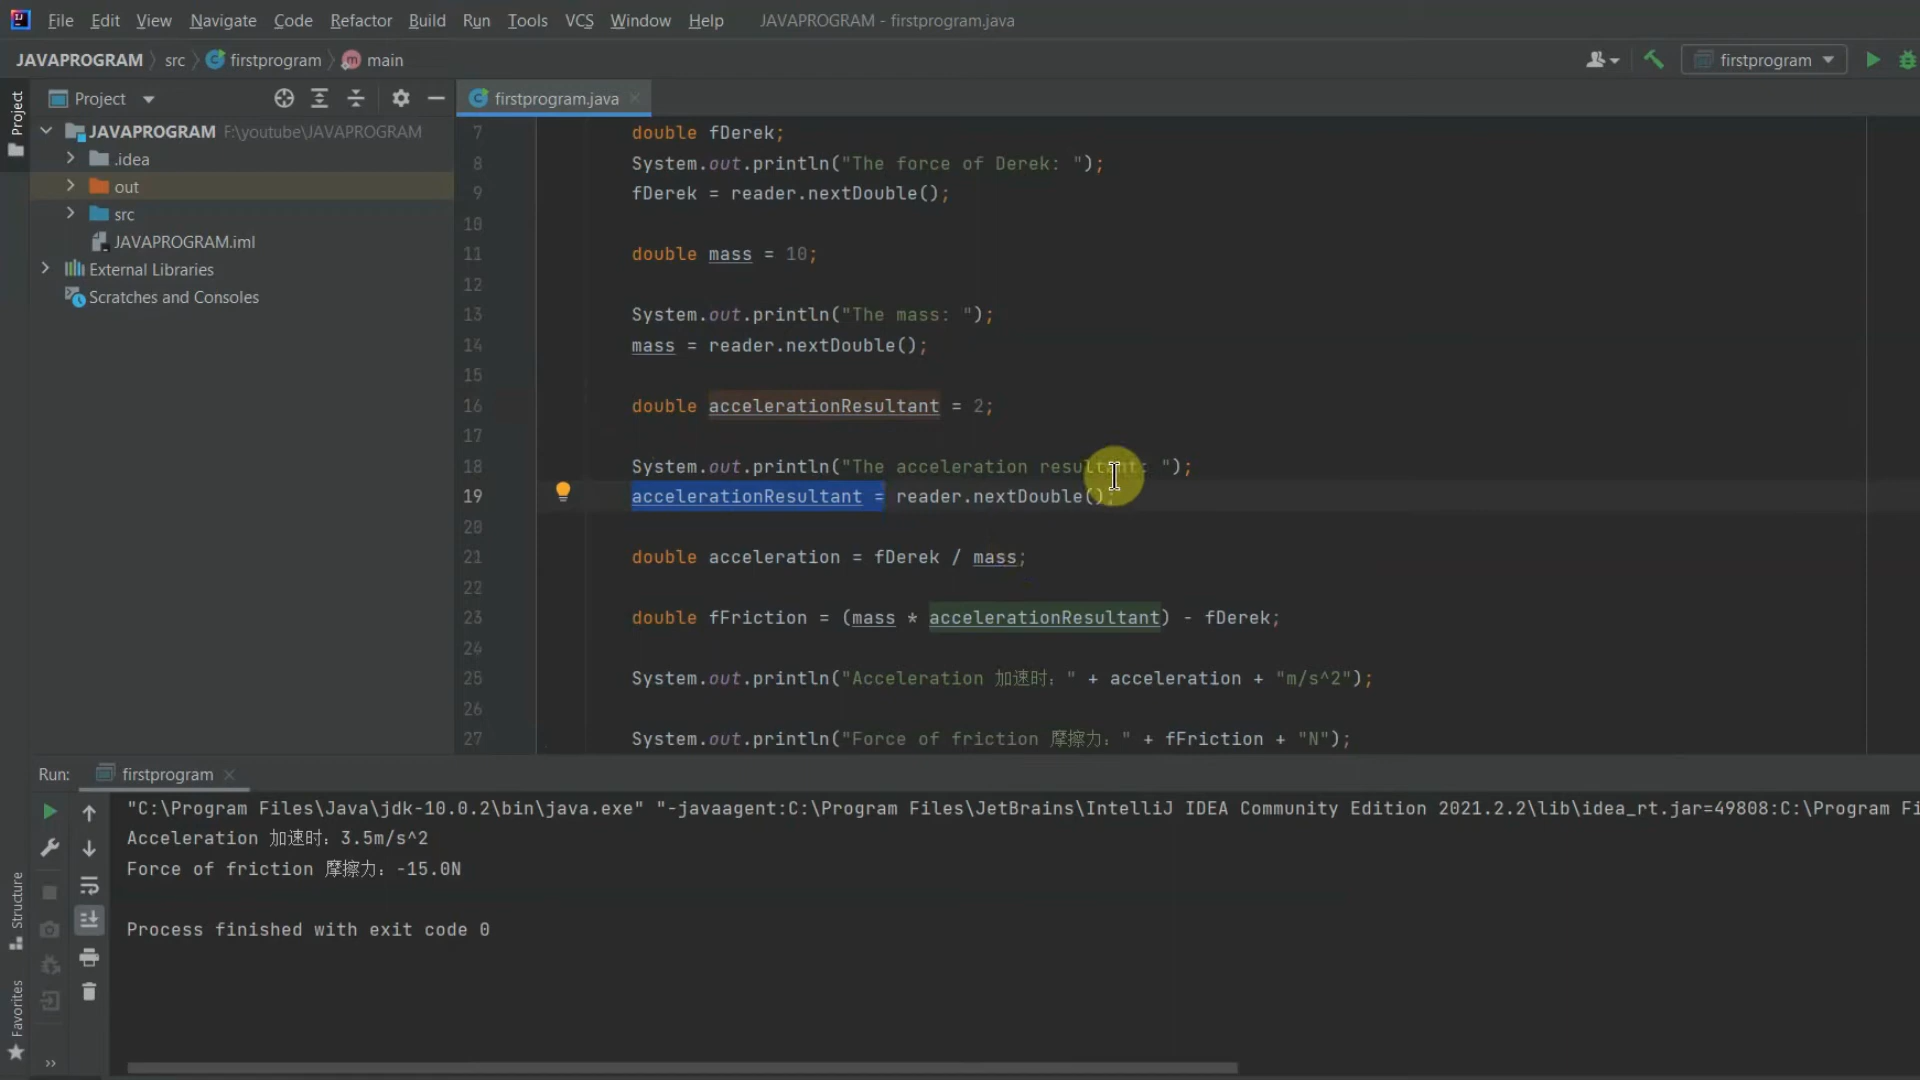 File Edit View Navigate Code Refactor Build Run Tools VCS Window Help JAVAPROGRAM - firstprogram.java
JAVAPROGRAM src firstprogram main firstprogram
Project
Project
JAVAPROGRAM F:\youtube\JAVAPROGRAM
.idea
out
src
JAVAPROGRAM.iml
External Libraries
Scratches and Consoles
firstprogram.java
7 double fDerek;
8 System.out.println("The force of Derek: ");
9 fDerek = reader.nextDouble();
10
11 double mass = 10;
12
13 System.out.println("The mass: ");
14 mass = reader.nextDouble();
15
16 double accelerationResultant = 2;
17
18 System.out.println("The acceleration resultant: ");
19 accelerationResultant = reader.nextDouble();
20
21 double acceleration = fDerek / mass;
22
23 double fFriction = (mass * accelerationResultant) - fDerek;
24
25 System.out.println("Acceleration 加速时：" + acceleration + "m/s^2");
26
27 System.out.println("Force of friction 摩擦力：" + fFriction + "N");
Run: firstprogram
"C:\Program Files\Java\jdk-10.0.2\bin\java.exe" "-javaagent:C:\Program Files\JetBrains\IntelliJ IDEA Community Edition 2021.2.2\lib\idea_rt.jar=49808:C:\Program Fi
Acceleration 加速时：3.5m/s^2
Force of friction 摩擦力：-15.0N
Process finished with exit code 0
Structure
Favorites